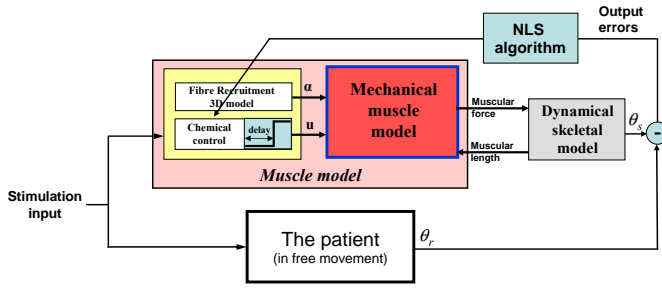 NLS
algorithm
Output
errors
Fibre Recruitment
3D model
α
Chemical
control
delay
u
Mechanical
muscle
model
Muscular
force
Muscular
length
Dynamical
skeletal
model
θs
-
Muscle model
Stimulation
input
The patient
(in free movement)
θr